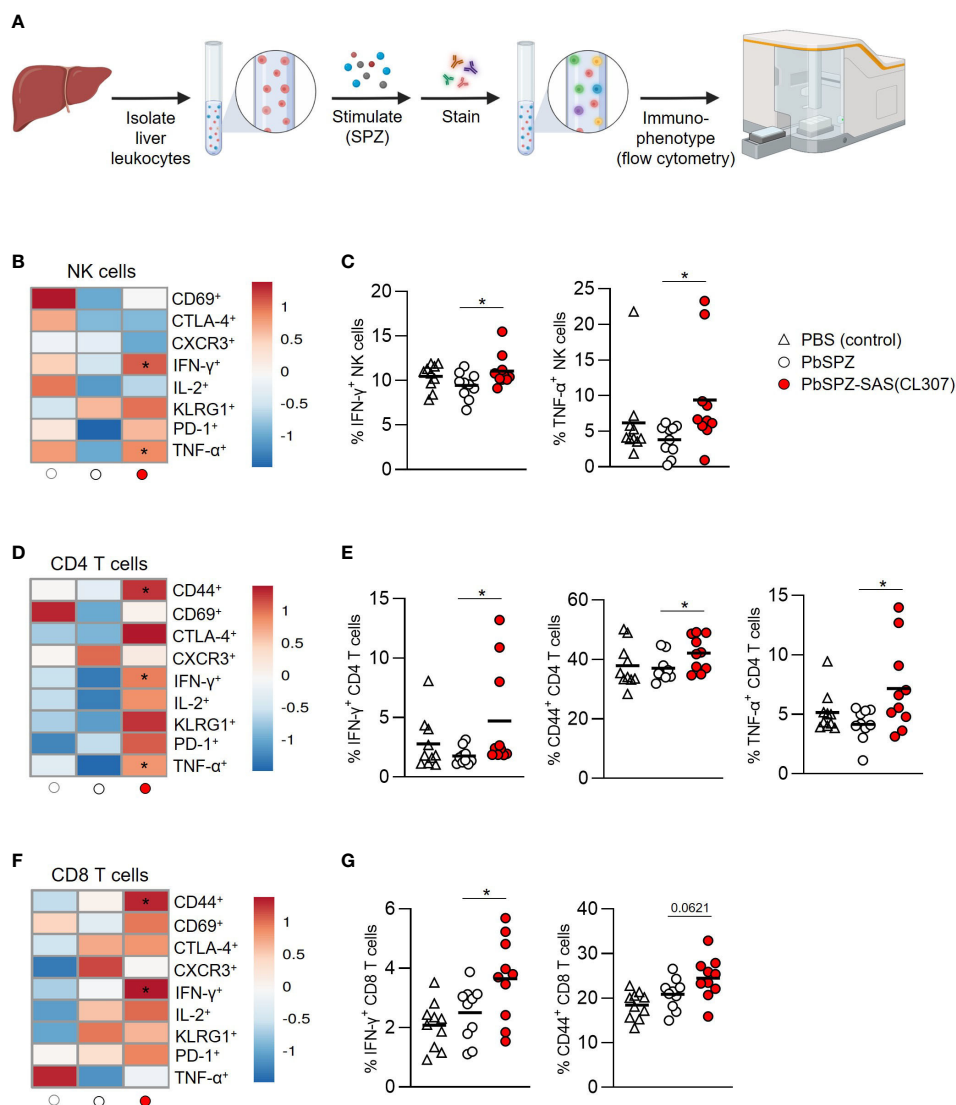 A
Isolate
liver
leukocytes
Stimulate
(SPZ)
Stain
Immuno-
phenotype
(flow cytometry)
B
NK cells
CD69⁺
CTLA-4⁺
CXCR3⁺
IFN-γ⁺
*
IL-2⁺
KLRG1⁺
PD-1⁺
TNF-α⁺
*
1
0.5
0
-0.5
-1
C
% IFN-γ⁺ NK cells
20
15
10
5
0
*
% TNF-α⁺ NK cells
25
20
15
10
5
0
*
PBS (control)
PbSPZ
PbSPZ-SAS(CL307)
D
CD4 T cells
CD44⁺
*
CD69⁺
CTLA-4⁺
CXCR3⁺
IFN-γ⁺
*
IL-2⁺
KLRG1⁺
PD-1⁺
TNF-α⁺
*
1
0.5
0
-0.5
-1
E
% IFN-γ⁺ CD4 T cells
15
10
5
0
*
% CD44⁺ CD4 T cells
60
40
20
0
*
% TNF-α⁺ CD4 T cells
15
10
5
0
*
F
CD8 T cells
CD44⁺
*
CD69⁺
CTLA-4⁺
CXCR3⁺
IFN-γ⁺
*
IL-2⁺
KLRG1⁺
PD-1⁺
TNF-α⁺
1
0.5
0
-0.5
-1
G
% IFN-γ⁺ CD8 T cells
6
4
2
0
*
% CD44⁺ CD8 T cells
40
30
20
10
0
0.0621